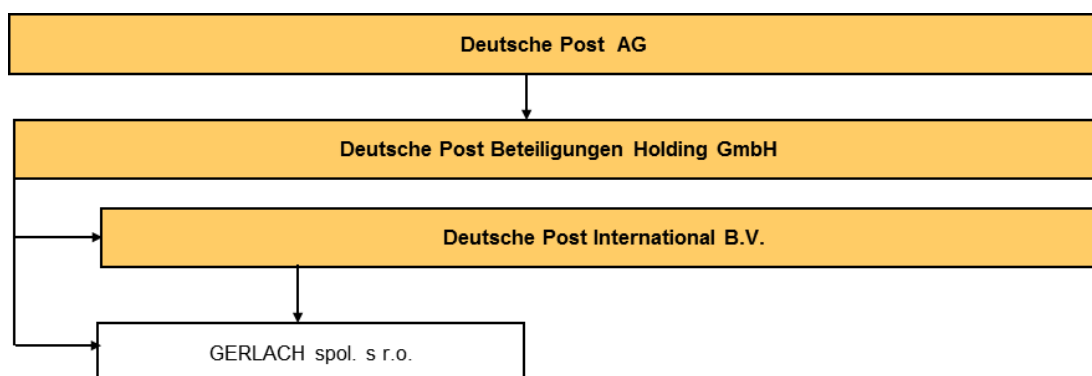 Deutsche Post AG
Deutsche Post Beteiligungen Holding GmbH
Deutsche Post International B.V.
GERLACH spol. s r.o.